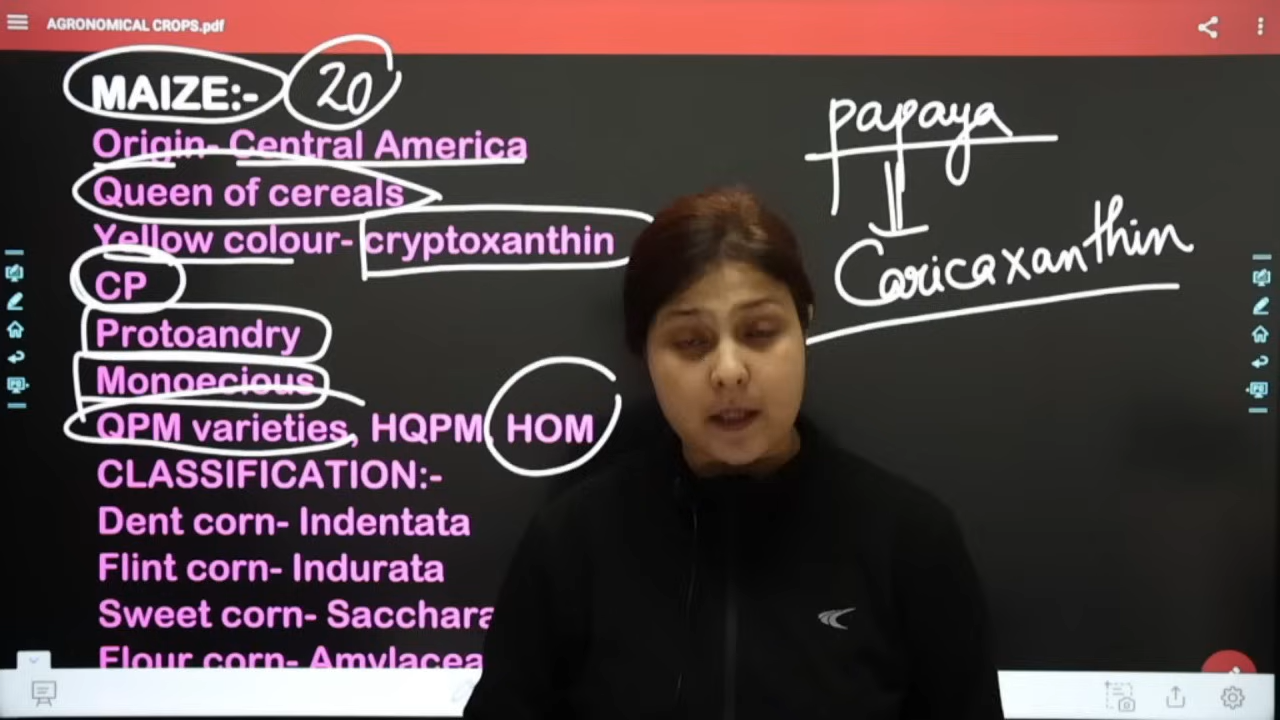 AGRONOMICAL CROPS.pdf
MAIZE:- 20
Origin- Central America
Queen of cereals
Yellow colour- cryptoxanthin
CP
Protoandry
Monoecious
QPM varieties, HQPM, HOM
CLASSIFICATION:-
Dent corn- Indentata
Flint corn- Indurata
Sweet corn- Sacchara
Flour corn- Amylacea
papaya
Caricaxanthin